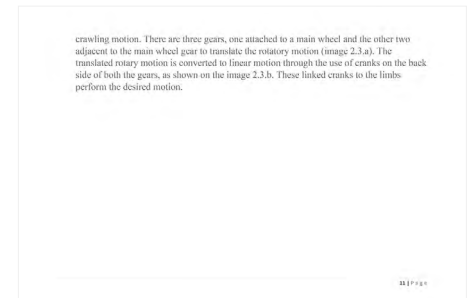 crawling motion. There are three gears, one attached to a main wheel and the other two
adjacent to the main wheel gear to translate the rotatory motion (image 2.3.a). The
translated rotary motion is converted to linear motion through the use of cranks on the back
side of both the gears, as shown on the image 2.3.b. These linked cranks to the limbs
perform the desired motion.
11 | Page